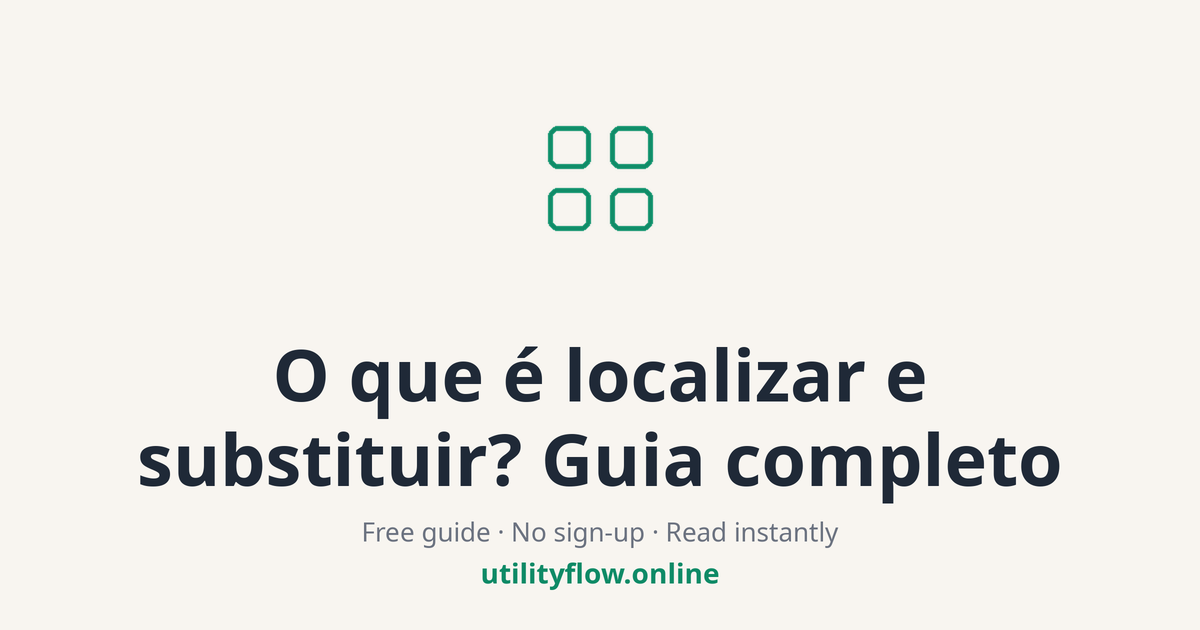 O que é localizar e
substituir? Guia completo
Free guide · No sign-up · Read instantly
utilityflow.online